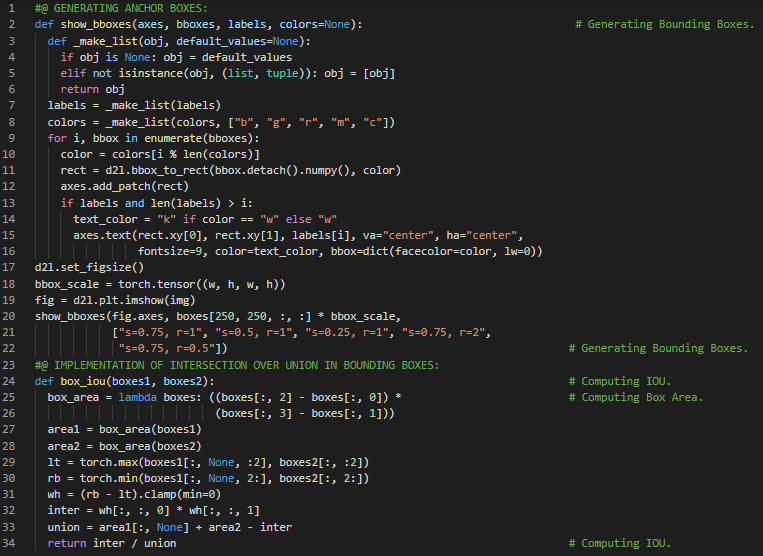 1 #@ GENERATING ANCHOR BOXES:
2 def show_bboxes(axes, bboxes, labels, colors=None): # Generating Bounding Boxes.
3   def _make_list(obj, default_values=None):
4     if obj is None: obj = default_values
5     elif not isinstance(obj, (list, tuple)): obj = [obj]
6     return obj
7   labels = _make_list(labels)
8   colors = _make_list(colors, ["b", "g", "r", "m", "c"])
9   for i, bbox in enumerate(bboxes):
10     color = colors[i % len(colors)]
11     rect = d2l.bbox_to_rect(bbox.detach().numpy(), color)
12     axes.add_patch(rect)
13     if labels and len(labels) > i:
14       text_color = "k" if color == "w" else "w"
15       axes.text(rect.xy[0], rect.xy[1], labels[i], va="center", ha="center",
16                 fontsize=9, color=text_color, bbox=dict(facecolor=color, lw=0))
17 d2l.set_figsize()
18 bbox_scale = torch.tensor((w, h, w, h))
19 fig = d2l.plt.imshow(img)
20 show_bboxes(fig.axes, boxes[250, 250, :, :] * bbox_scale,
21             ["s=0.75, r=1", "s=0.5, r=1", "s=0.25, r=1", "s=0.75, r=2",
22              "s=0.75, r=0.5"]) # Generating Bounding Boxes.
23 #@ IMPLEMENTATION OF INTERSECTION OVER UNION IN BOUNDING BOXES:
24 def box_iou(boxes1, boxes2): # Computing IOU.
25   box_area = lambda boxes: ((boxes[:, 2] - boxes[:, 0]) * # Computing Box Area.
26                             (boxes[:, 3] - boxes[:, 1]))
27   area1 = box_area(boxes1)
28   area2 = box_area(boxes2)
29   lt = torch.max(boxes1[:, None, :2], boxes2[:, :2])
30   rb = torch.min(boxes1[:, None, 2:], boxes2[:, 2:])
31   wh = (rb - lt).clamp(min=0)
32   inter = wh[:, :, 0] * wh[:, :, 1]
33   union = area1[:, None] + area2 - inter
34   return inter / union # Computing IOU.